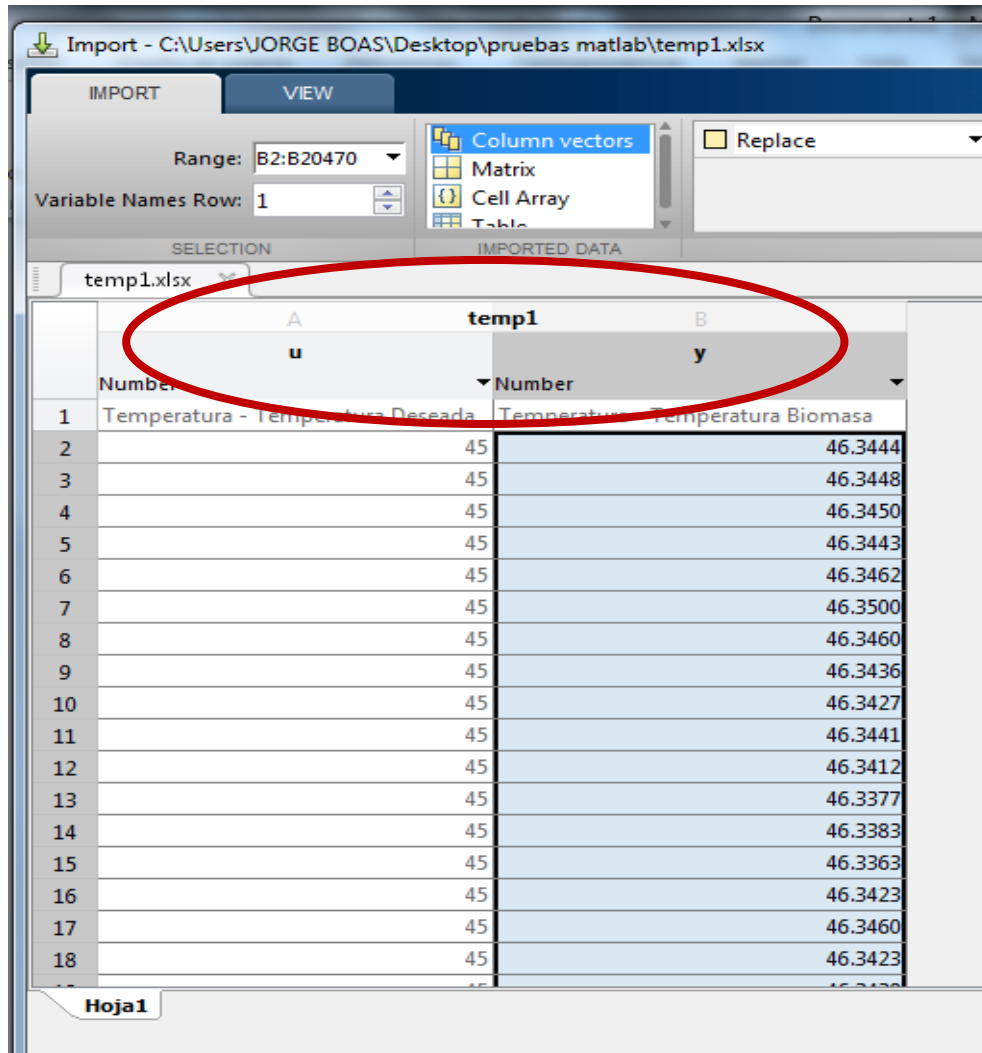 Import - C:\Users\JORGE BOAS\Desktop\pruebas matlab\temp1.xlsx
IMPORT VIEW
Range: B2:B20470
Variable Names Row: 1
Column vectors
Matrix
Cell Array
Table
Replace
SELECTION
IMPORTED DATA
temp1.xlsx
A temp1 B
u y
Number Number
1 Temperatura - Temperatura Deseada Temperatura - Temperatura Biomasa
2 45 46.3444
3 45 46.3448
4 45 46.3450
5 45 46.3443
6 45 46.3462
7 45 46.3500
8 45 46.3460
9 45 46.3436
10 45 46.3427
11 45 46.3441
12 45 46.3412
13 45 46.3377
14 45 46.3383
15 45 46.3363
16 45 46.3423
17 45 46.3460
18 45 46.3423
Hoja1